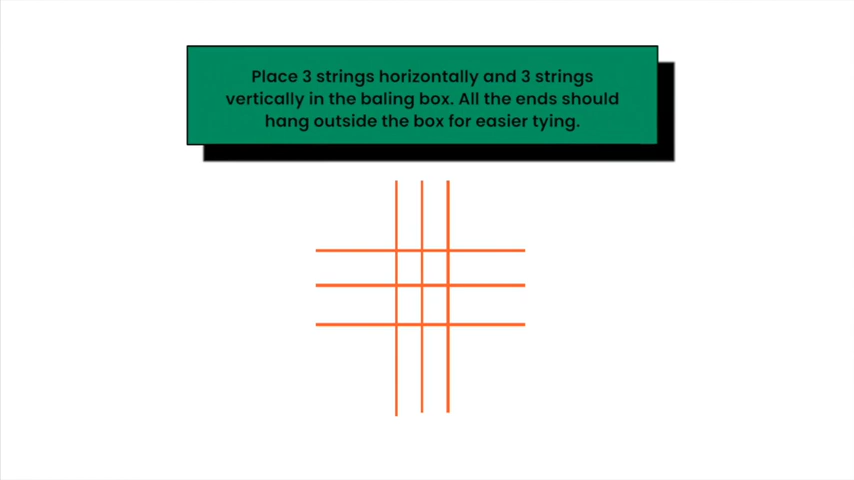 Place 3 strings horizontally and 3 strings
vertically in the baling box. All the ends should
hang outside the box for easier tying.